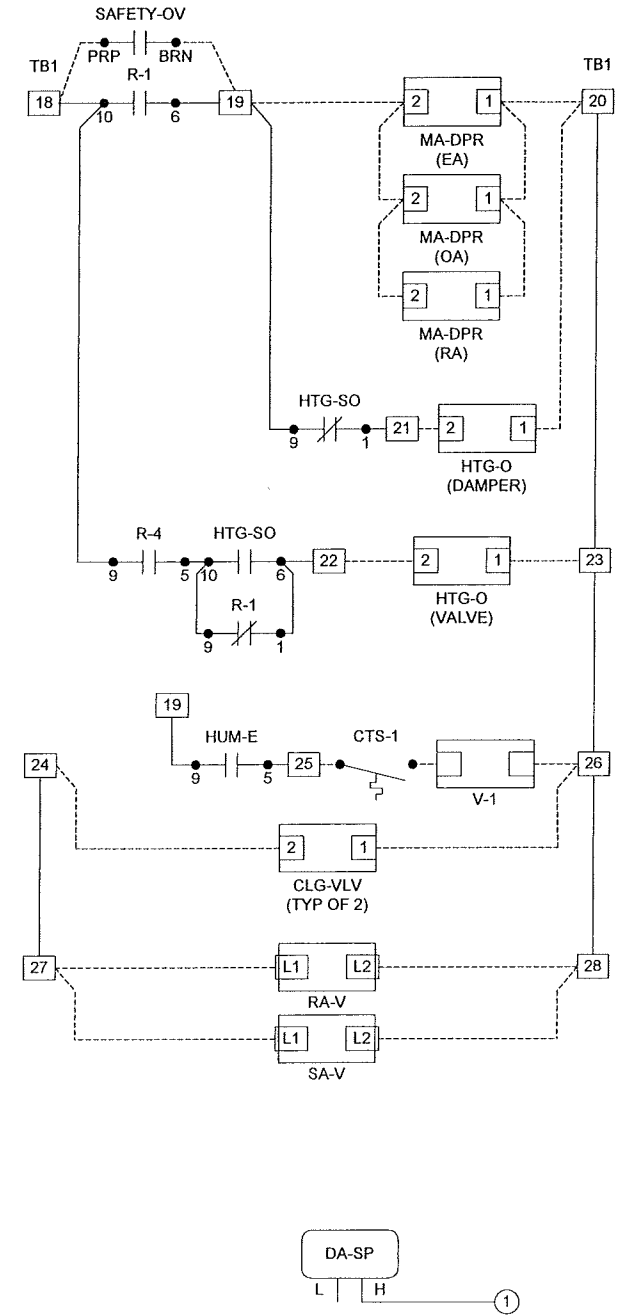 SAFETY-OV
PRP BRN
TB1 R-1 TB1
18 10 6 19 2 1 20
MA-DPR
(EA)
2 1
MA-DPR
(OA)
2 1
MA-DPR
(RA)
HTG-SO
9 1 21 2 1
HTG-O
(DAMPER)
R-4 HTG-SO
9 5 10 6 22 2 1 23
HTG-O
(VALVE)
R-1
9 1
19
HUM-E CTS-1
24 9 5 25 26
V-1
2 1
CLG-VLV
(TYP OF 2)
27 L1 L2 28
RA-V
L1 L2
SA-V
DA-SP
L H
1